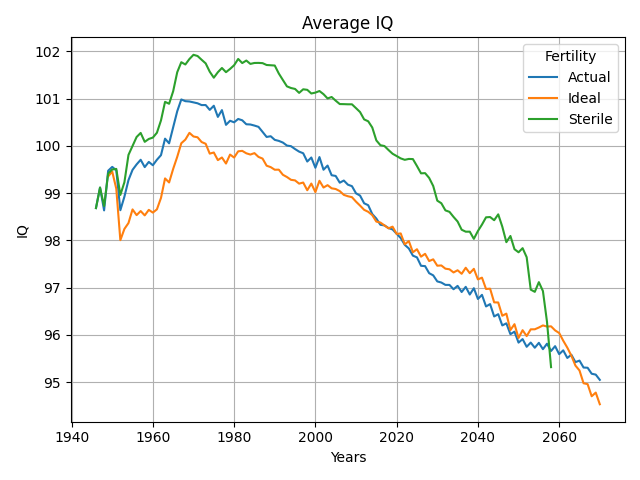 Average IQ
IQ
102
101
100
99
98
97
96
95
Fertility
Actual
Ideal
Sterile
1940 1960 1980 2000 2020 2040 2060
Years